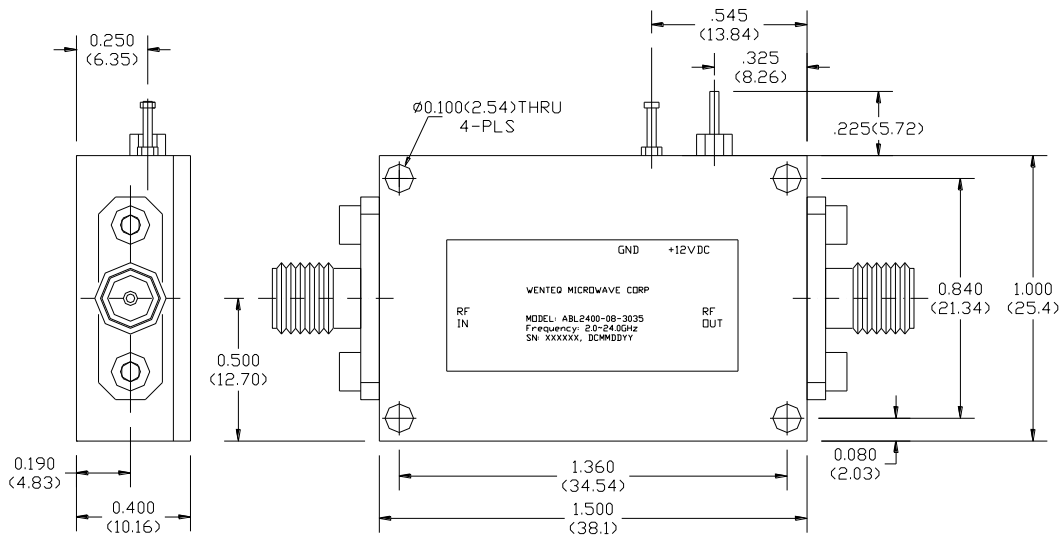 .545
(13.84)
0.250
(6.35)
.325
(8.26)
Ø0.100(2.54)THRU
4-PLS
.225(5.72)
GND +12VDC
WENTEQ MICROWAVE CORP
RF
IN
MODEL: ABL2400-08-3035
Frequency: 2.0-24.0GHz
SN: XXXXXX, DCMMDDYY
RF
OUT
0.840
(21.34)
1.000
(25.4)
0.500
(12.70)
0.190
(4.83)
0.400
(10.16)
1.360
(34.54)
1.500
(38.1)
0.080
(2.03)